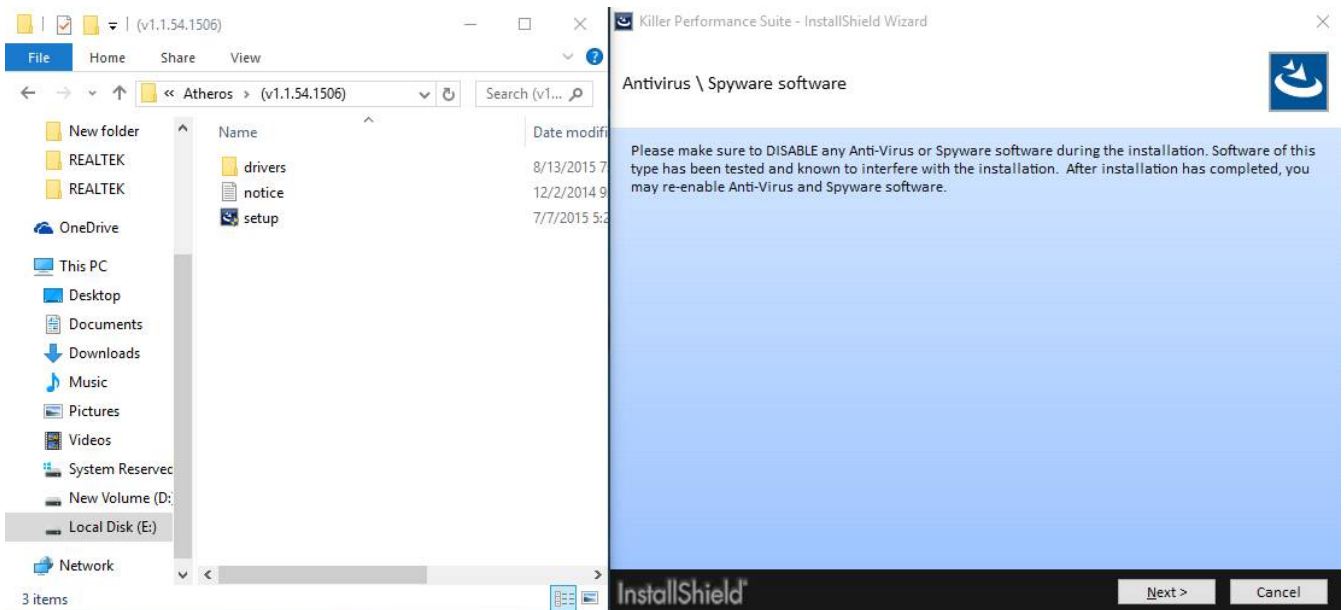 (v1.1.54.1506)
File Home Share View
« Atheros > (v1.1.54.1506)
Search (v1...
New folder
REALTEK
REALTEK
OneDrive
This PC
Desktop
Documents
Downloads
Music
Pictures
Videos
System Reserved
New Volume (D:)
Local Disk (E:)
Network
Name Date modifi
drivers 8/13/2015 7:
notice 12/2/2014 9
setup 7/7/2015 5:2
3 items
Killer Performance Suite - InstallShield Wizard
Antivirus \ Spyware software
Please make sure to DISABLE any Anti-Virus or Spyware software during the installation. Software of this
type has been tested and known to interfere with the installation. After installation has completed, you
may re-enable Anti-Virus and Spyware software.
InstallShield®
Next > Cancel